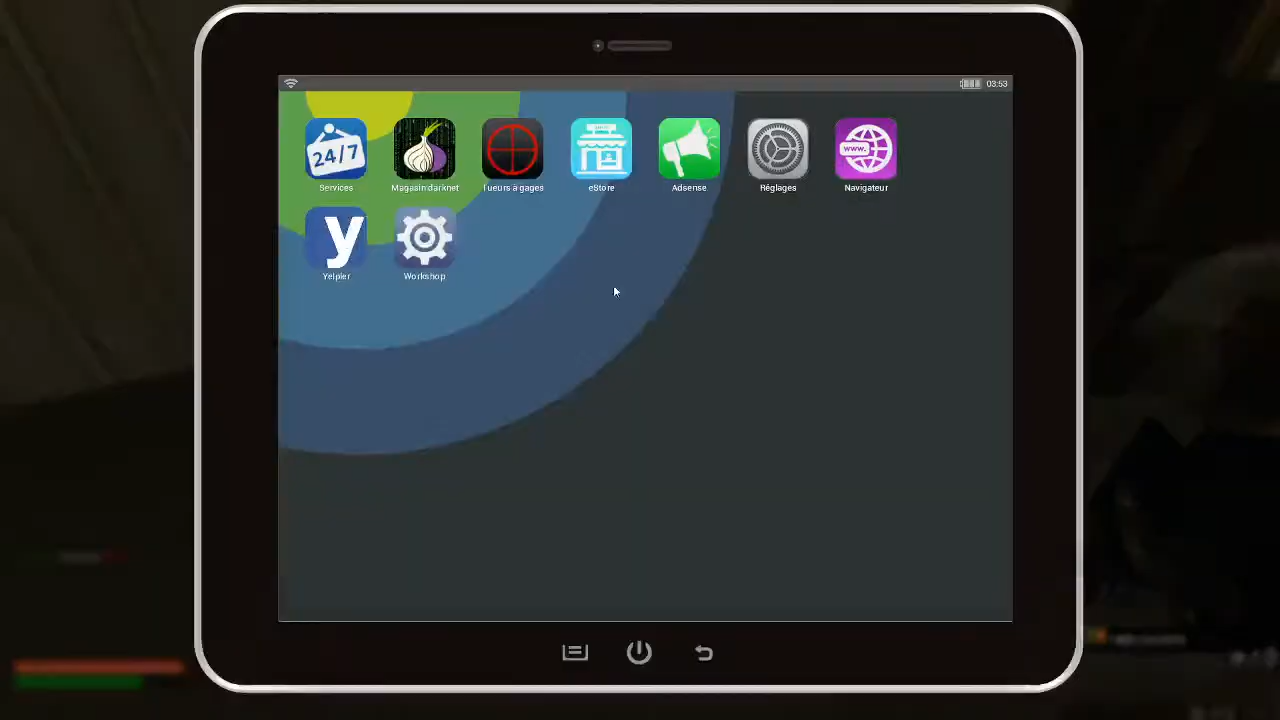 03:53
24/7
www.
Services
Magasin darknet
Tueurs à gages
eStore
Adsense
Réglages
Navigateur
y
Yelpler
Workshop